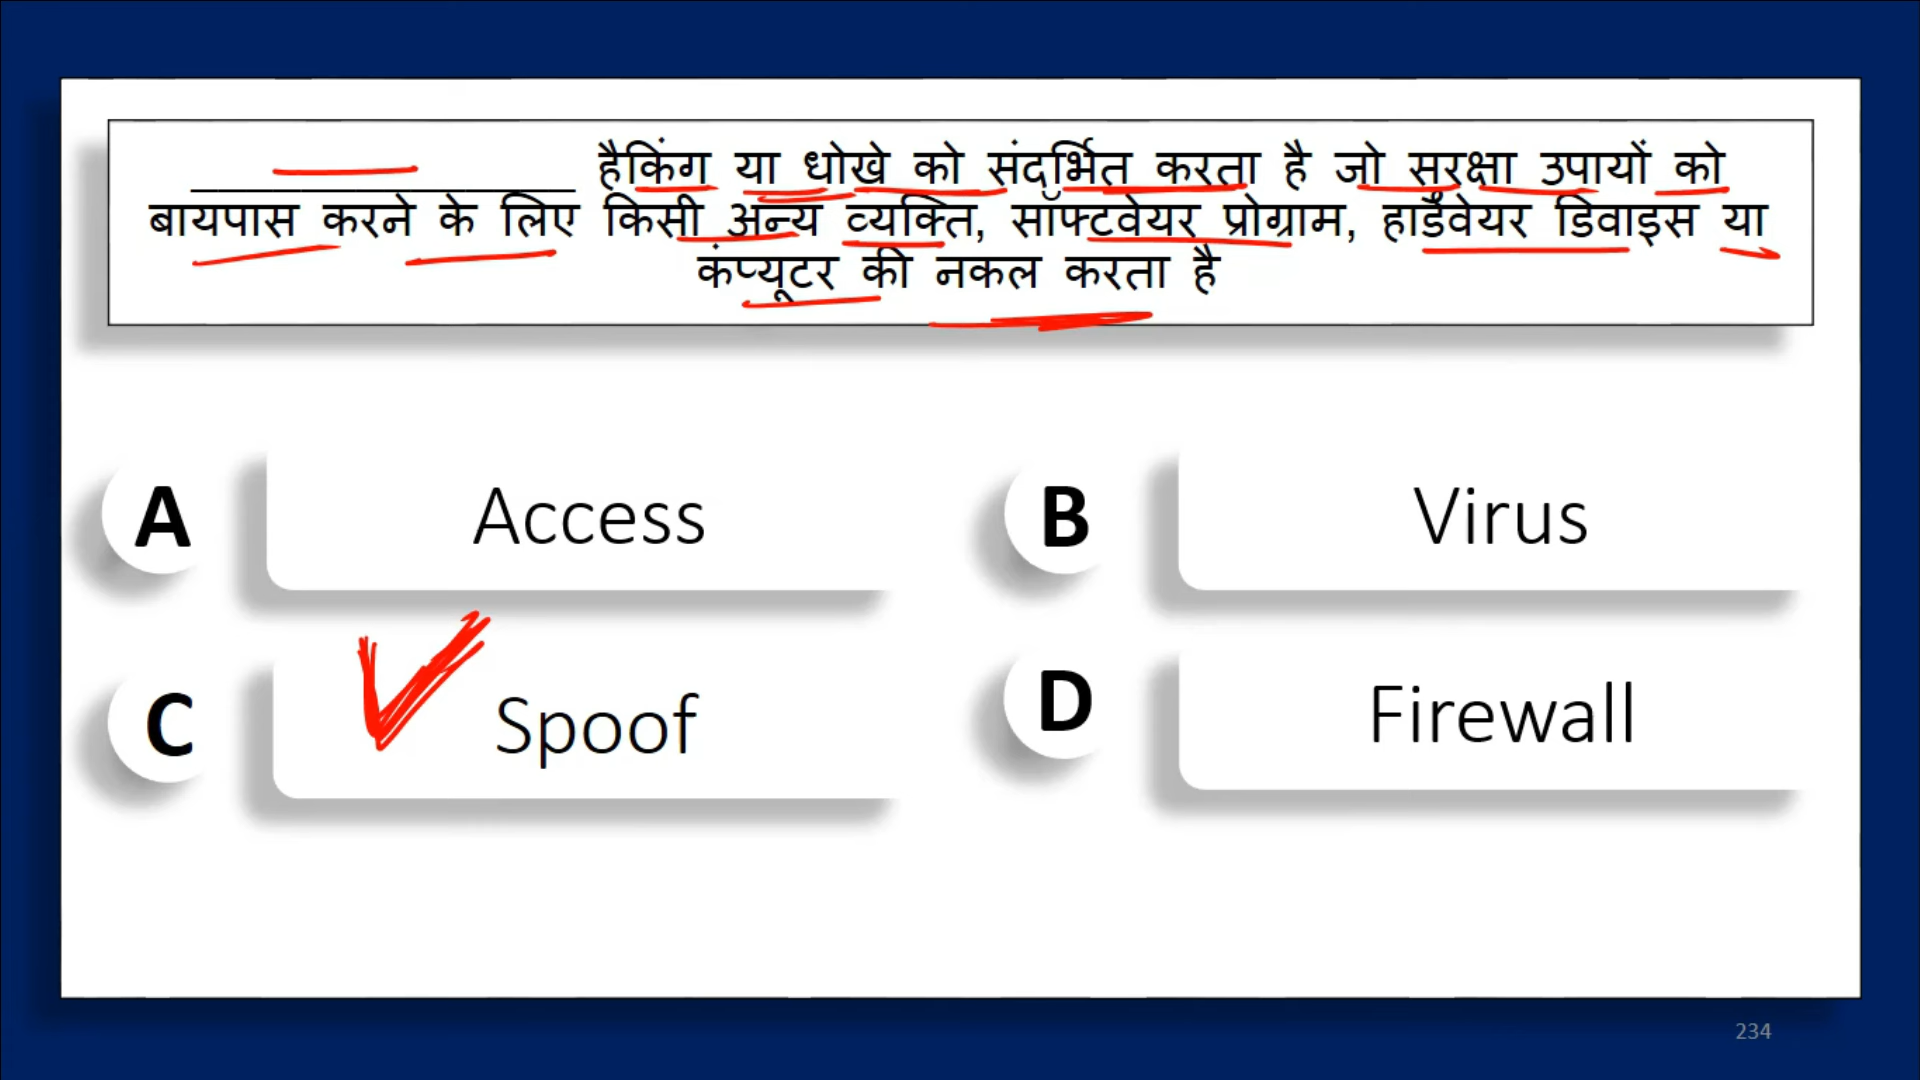 ________________ हैकिंग या धोखे को संदर्भित करता है जो सुरक्षा उपायों को
बायपास करने के लिए किसी अन्य व्यक्ति, सॉफ्टवेयर प्रोग्राम, हार्डवेयर डिवाइस या
कंप्यूटर की नकल करता है
A Access
B Virus
C Spoof
D Firewall
234